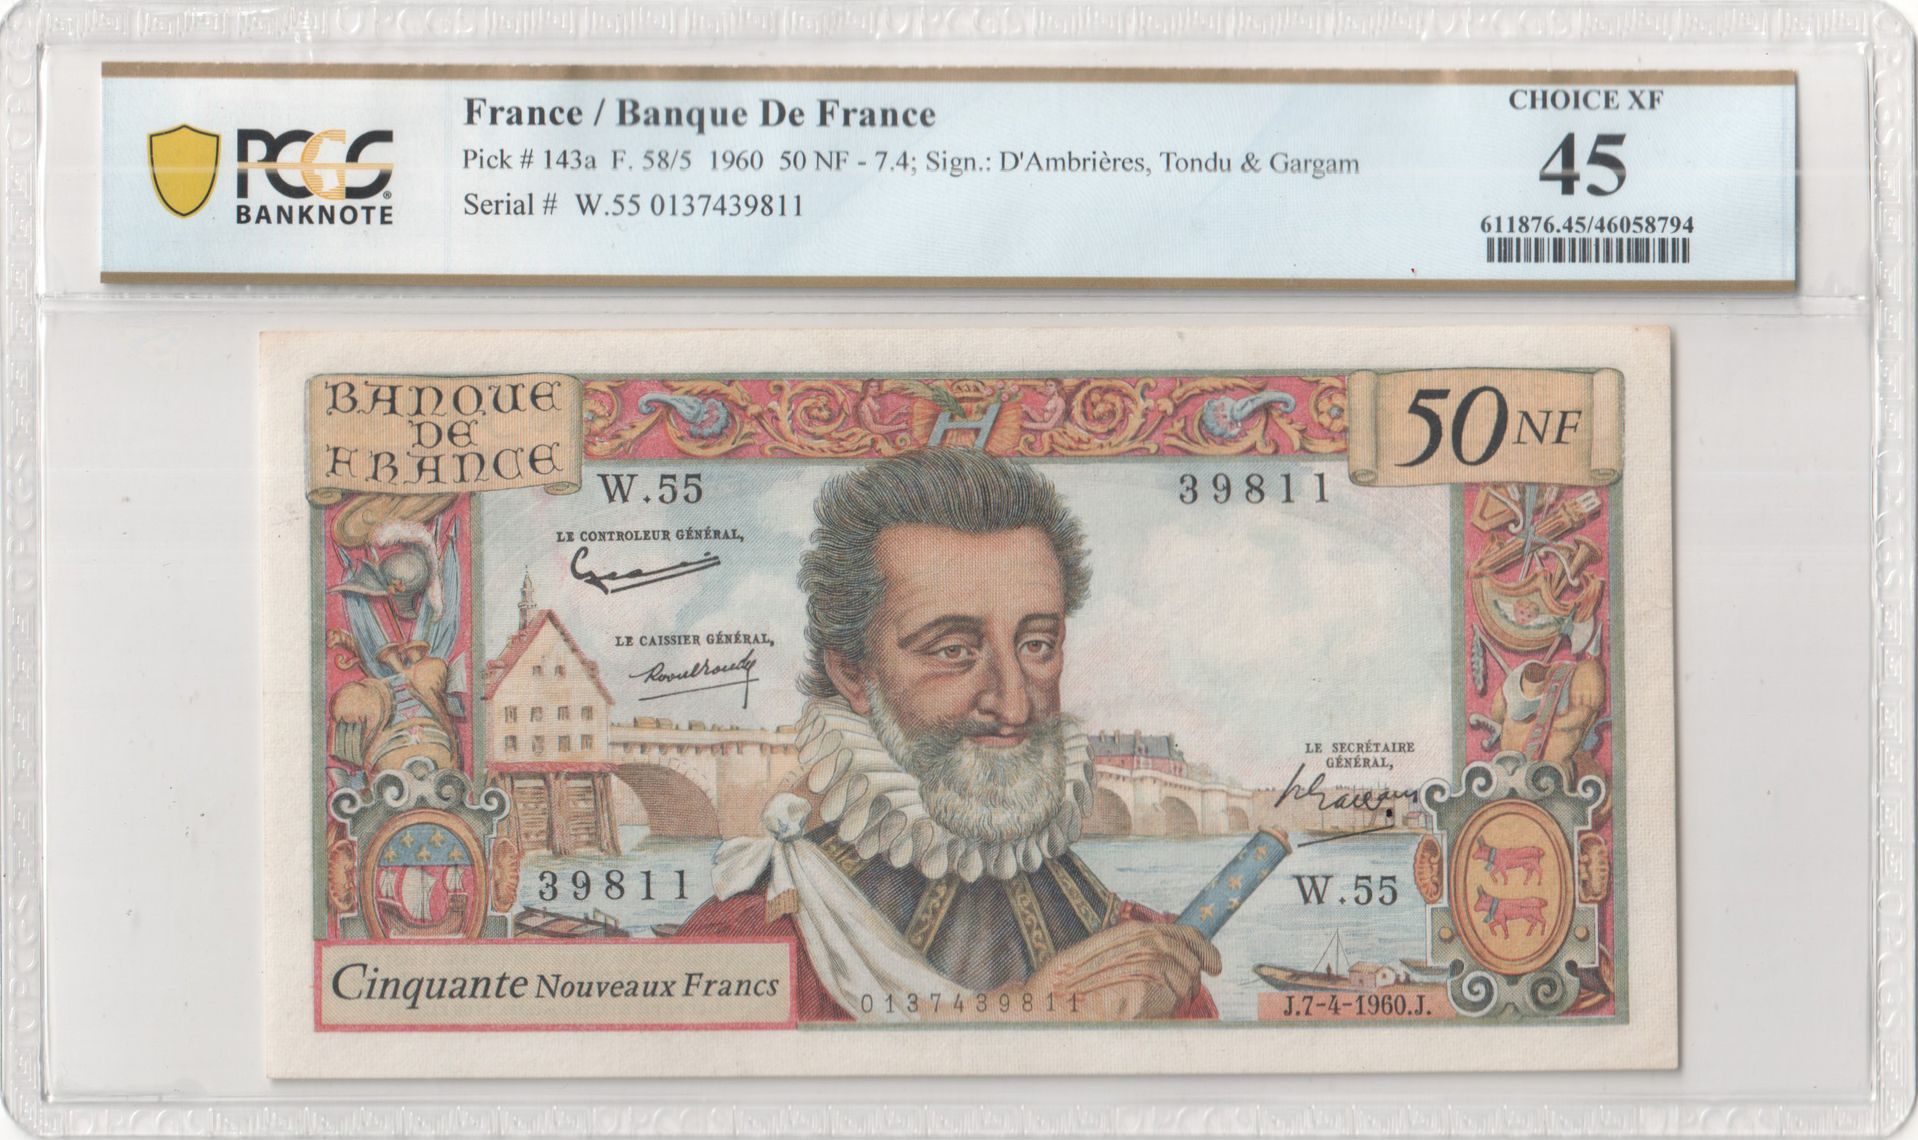 PCGS
BANKNOTE
France / Banque De France
Pick # 143a F. 58/5 1960 50 NF - 7.4; Sign.: D'Ambrières, Tondu & Gargam
Serial # W.55 0137439811
CHOICE XF
45
611876.45/46058794
BANQUE
DE
FRANCE
50 NF
W.55
39811
LE CONTROLEUR GÉNÉRAL,
LE CAISSIER GÉNÉRAL,
LE SECRÉTAIRE
GÉNÉRAL,
39811
W.55
Cinquante Nouveaux Francs
0137439811
J.7-4-1960.J.